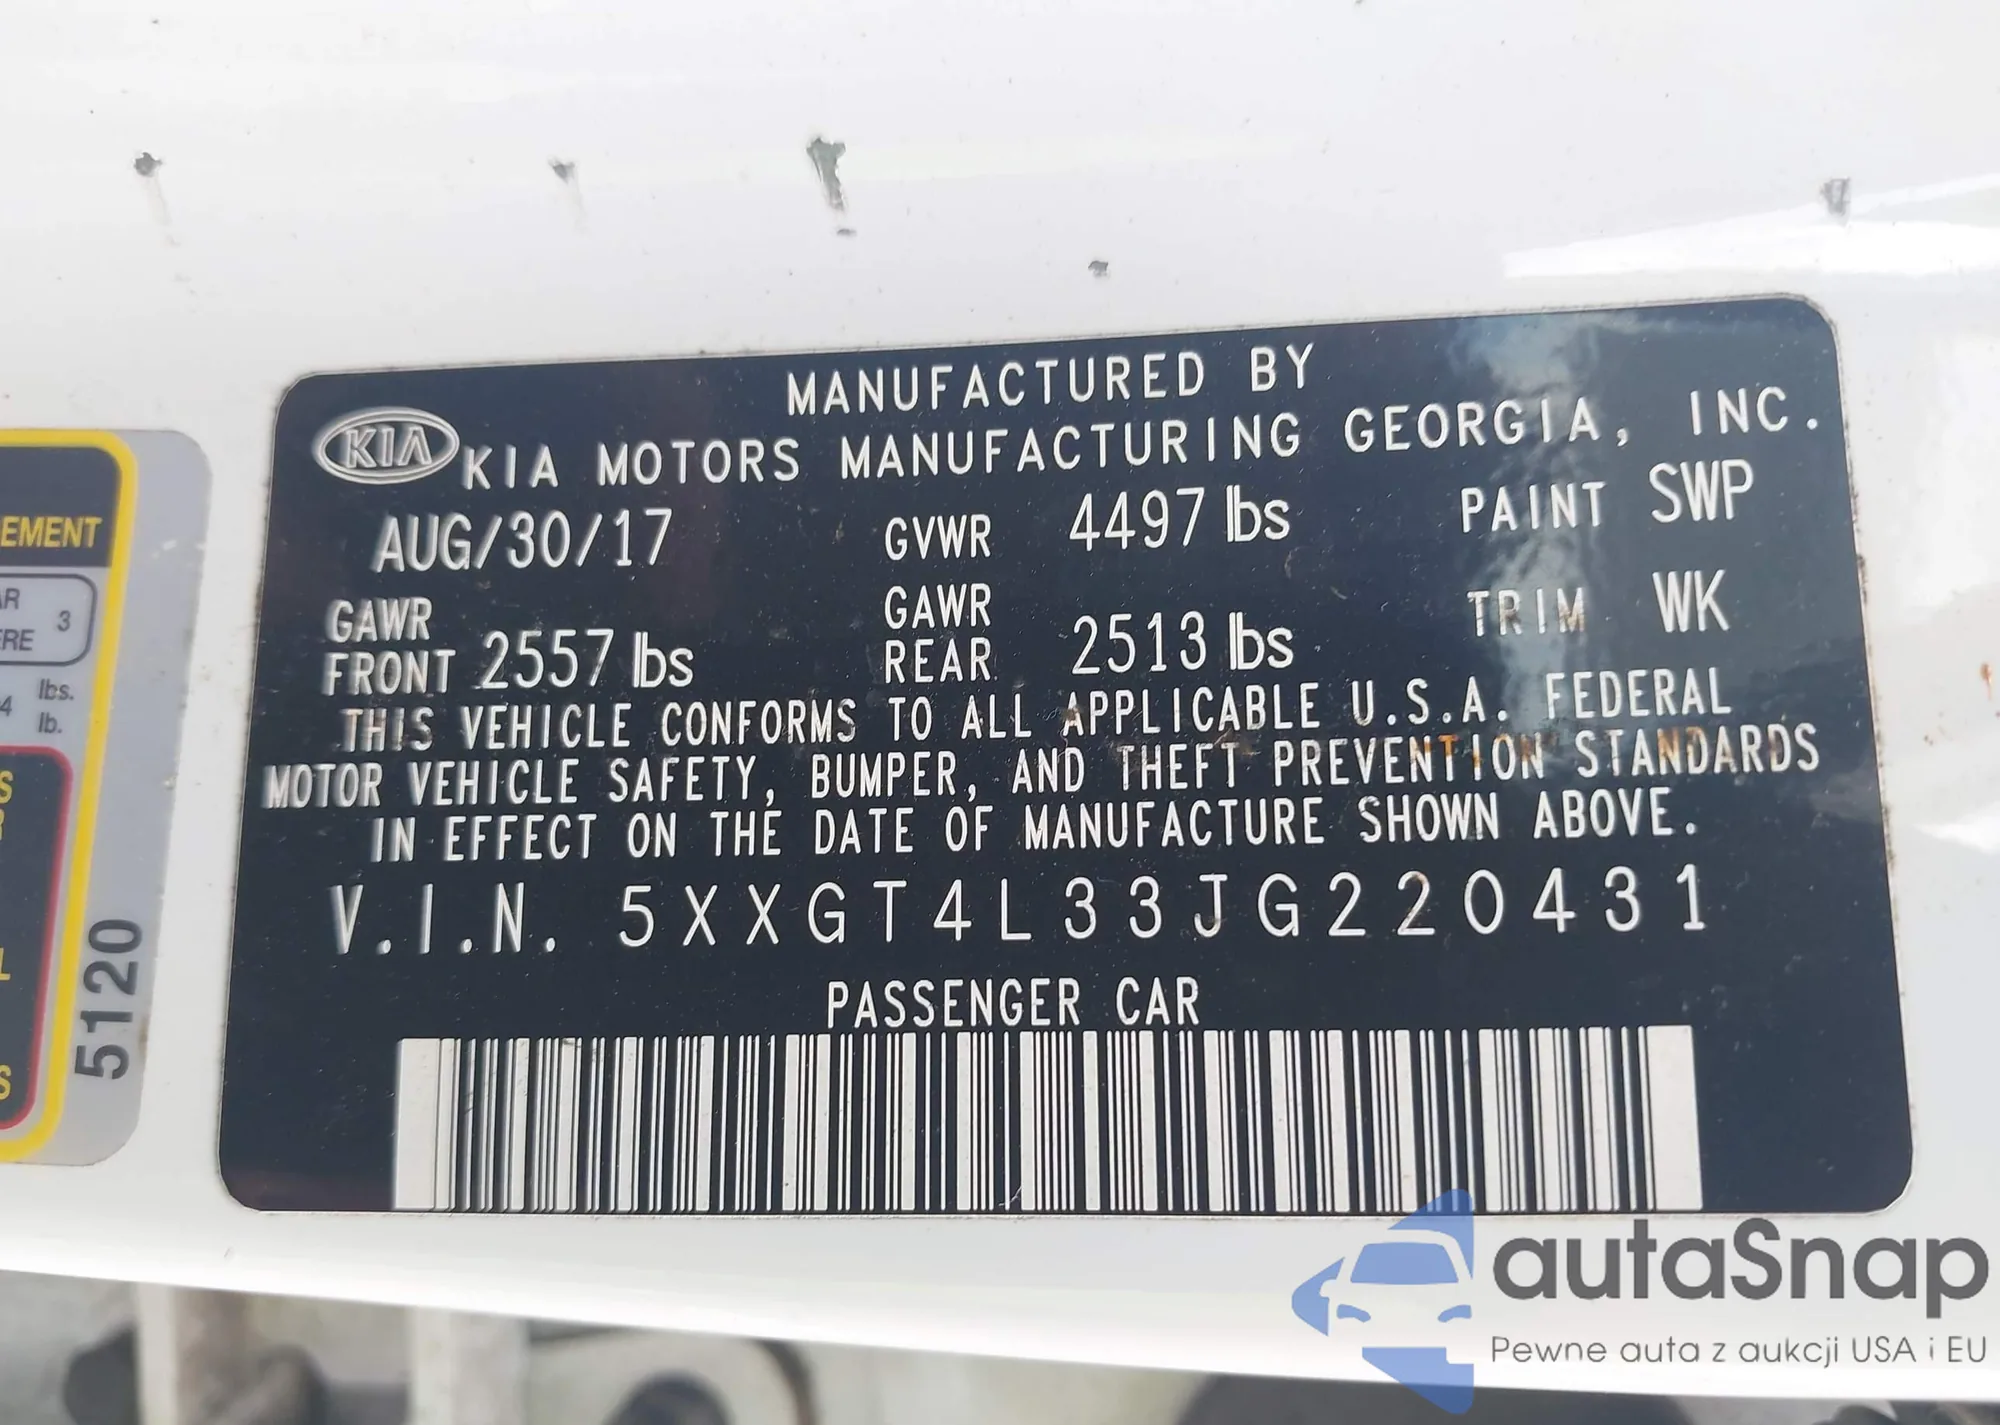 MANUFACTURED BY
KIA KIA MOTORS MANUFACTURING GEORGIA, INC.
AUG/30/17 GVWR 4497 lbs PAINT SWP
GAWR FRONT 2557 lbs GAWR REAR 2513 lbs TRIM WK
THIS VEHICLE CONFORMS TO ALL APPLICABLE U.S.A. FEDERAL
MOTOR VEHICLE SAFETY, BUMPER, AND THEFT PREVENTION STANDARDS
IN EFFECT ON THE DATE OF MANUFACTURE SHOWN ABOVE.
V.I.N. 5XXGT4L33JG220431
PASSENGER CAR
3
lbs.
lb.
5120
autaSnap
Pewne auta z aukcji USA i EU